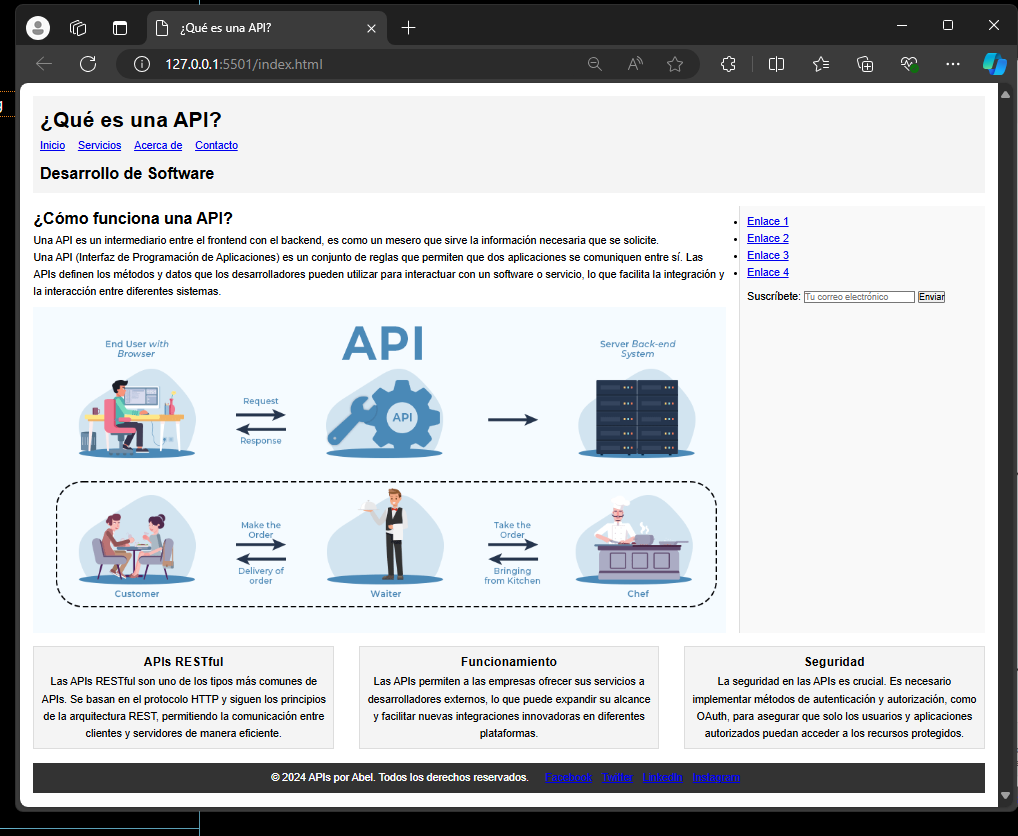 ¿Qué es una API?
127.0.0.1:5501/index.html
¿Qué es una API?
Inicio Servicios Acerca de Contacto
Desarrollo de Software
¿Cómo funciona una API?
Una API es un intermediario entre el frontend con el backend, es como un mesero que sirve la información necesaria que se solicite.
Una API (Interfaz de Programación de Aplicaciones) es un conjunto de reglas que permiten que dos aplicaciones se comuniquen entre sí. Las
APIs definen los métodos y datos que los desarrolladores pueden utilizar para interactuar con un software o servicio, lo que facilita la integración y
la interacción entre diferentes sistemas.
API
End User with
Browser
Request
Response
API
Server Back-end
System
Make the
Order
Delivery of
order
Take the
Order
Bringing
from Kitchen
Customer
Waiter
Chef
Enlace 1
Enlace 2
Enlace 3
Enlace 4
Suscríbete: Tu correo electrónico Enviar
APIs RESTful
Las APIs RESTful son uno de los tipos más comunes de
APIs. Se basan en el protocolo HTTP y siguen los principios
de la arquitectura REST, permitiendo la comunicación entre
clientes y servidores de manera eficiente.
Funcionamiento
Las APIs permiten a las empresas ofrecer sus servicios a
desarrolladores externos, lo que puede expandir su alcance
y facilitar nuevas integraciones innovadoras en diferentes
plataformas.
Seguridad
La seguridad en las APIs es crucial. Es necesario
implementar métodos de autenticación y autorización, como
OAuth, para asegurar que solo los usuarios y aplicaciones
autorizados puedan acceder a los recursos protegidos.
© 2024 APIs por Abel. Todos los derechos reservados. Facebook Twitter LinkedIn Instagram